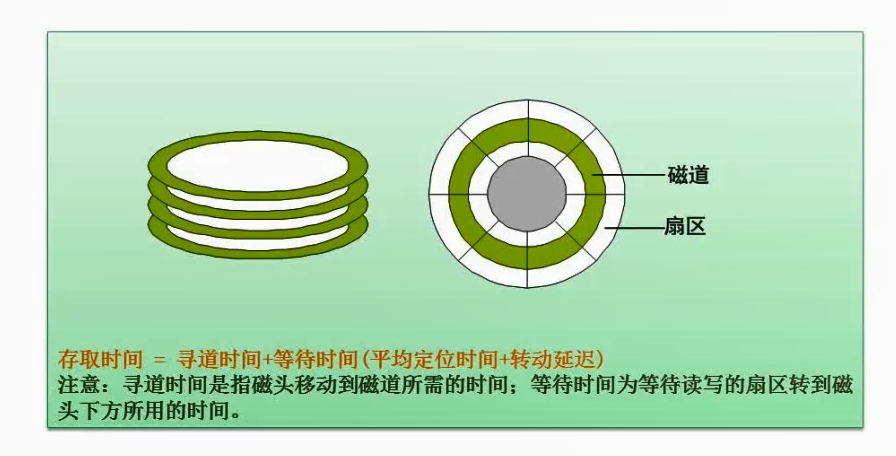 磁道
扇区
存取时间 = 寻道时间+等待时间(平均定位时间+转动延迟)
注意：寻道时间是指磁头移动到磁道所需的时间；等待时间为等待读写的扇区转到磁
头下方所用的时间。